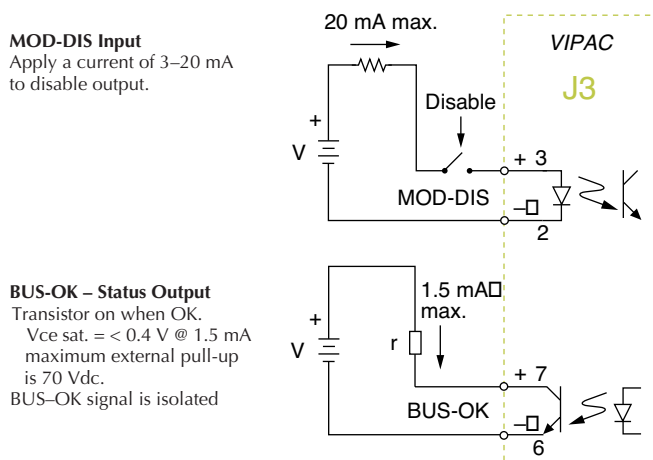 MOD-DIS Input
Apply a current of 3–20 mA
to disable output.
20 mA max.
VIPAC
J3
Disable
+
V
+ 3
MOD-DIS
–□
2
BUS-OK – Status Output
Transistor on when OK.
Vce sat. = < 0.4 V @ 1.5 mA
maximum external pull-up
is 70 Vdc.
BUS–OK signal is isolated
1.5 mA□
max.
+
V
r
+ 7
BUS-OK
–□
6